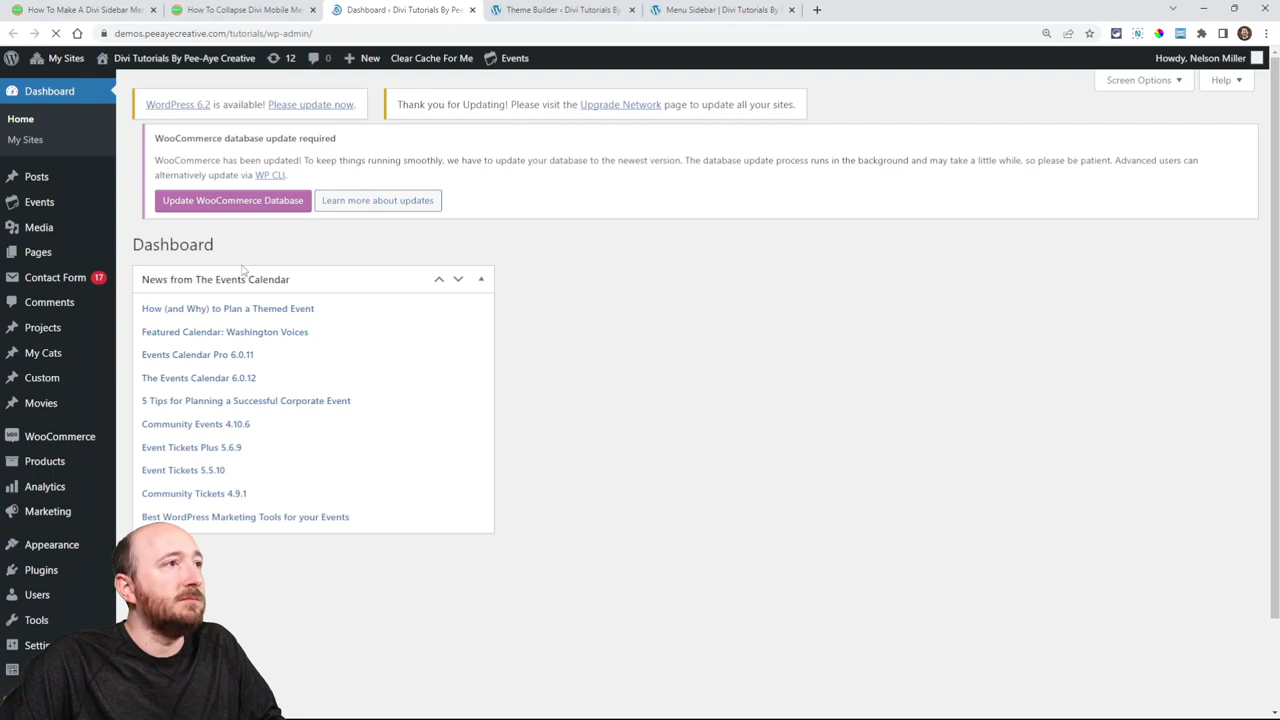 How To Make A Divi Sidebar Me
How To Collapse Divi Mobile Me
Dashboard ‹ Divi Tutorials By Pee-
Theme Builder ‹ Divi Tutorials By
Menu Sidebar | Divi Tutorials By
demos.peeayecreative.com/tutorials/wp-admin/
My Sites
Divi Tutorials By Pee-Aye Creative
12
0
New
Clear Cache For Me
Events
Howdy, Nelson Miller
Screen Options
Help
Dashboard
Home
My Sites
Posts
Events
Media
Pages
Contact Form 17
Comments
Projects
My Cats
Custom
Movies
WooCommerce
Products
Analytics
Marketing
Appearance
Plugins
Users
Tools
Setti
WordPress 6.2 is available! Please update now.
Thank you for Updating! Please visit the Upgrade Network page to update all your sites.
WooCommerce database update required
WooCommerce has been updated! To keep things running smoothly, we have to update your database to the newest version. The database update process runs in the background and may take a little while, so please be patient. Advanced users can
alternatively update via WP CLI.
Update WooCommerce Database
Learn more about updates
Dashboard
News from The Events Calendar
How (and Why) to Plan a Themed Event
Featured Calendar: Washington Voices
Events Calendar Pro 6.0.11
The Events Calendar 6.0.12
5 Tips for Planning a Successful Corporate Event
Community Events 4.10.6
Event Tickets Plus 5.6.9
Event Tickets 5.5.10
Community Tickets 4.9.1
Best WordPress Marketing Tools for your Events